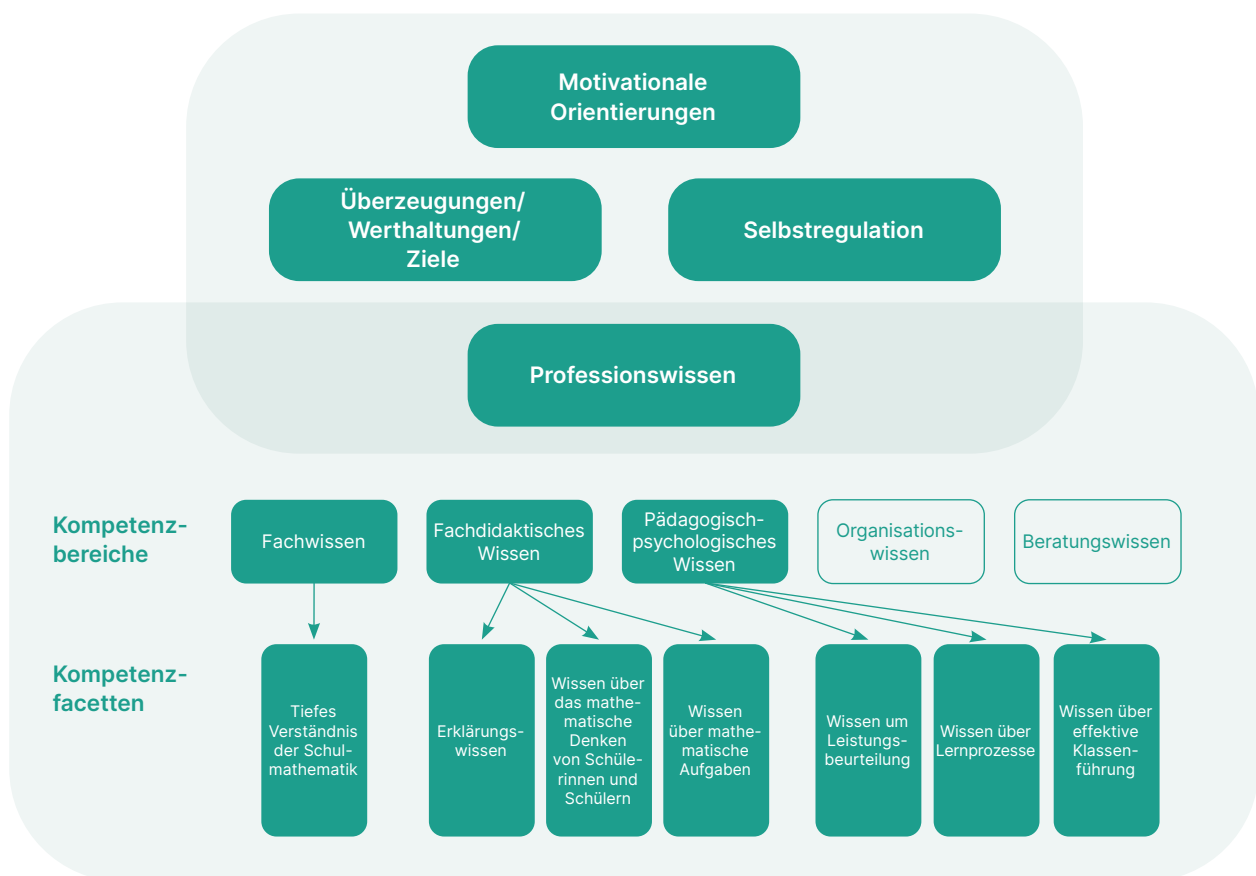 Motivationale
Orientierungen
Überzeugungen/
Werthaltungen/
Ziele
Selbstregulation
Professionswissen
Kompetenz-
bereiche
Fachwissen
Fachdidaktisches
Wissen
Pädagogisch-
psychologisches
Wissen
Organisations-
wissen
Beratungswissen
Kompetenz-
facetten
Tiefes
Verständnis
der Schul-
mathematik
Erklärungs-
wissen
Wissen über
das mathe-
matische
Denken
von Schüle-
rinnen und
Schülern
Wissen
über mathe-
matische
Aufgaben
Wissen um
Leistungs-
beurteilung
Wissen über
Lernprozesse
Wissen über
effektive
Klassen-
führung